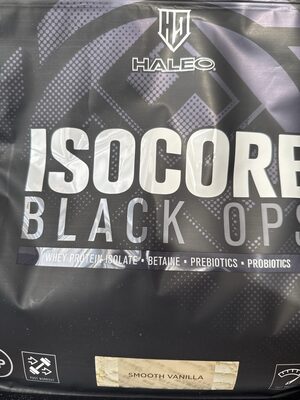 HALEO
ISOCORE
BLACK OPS
WHEY PROTEIN ISOLATE • BETAINE • PREBIOTICS • PROBIOTICS
SMOOTH VANILLA